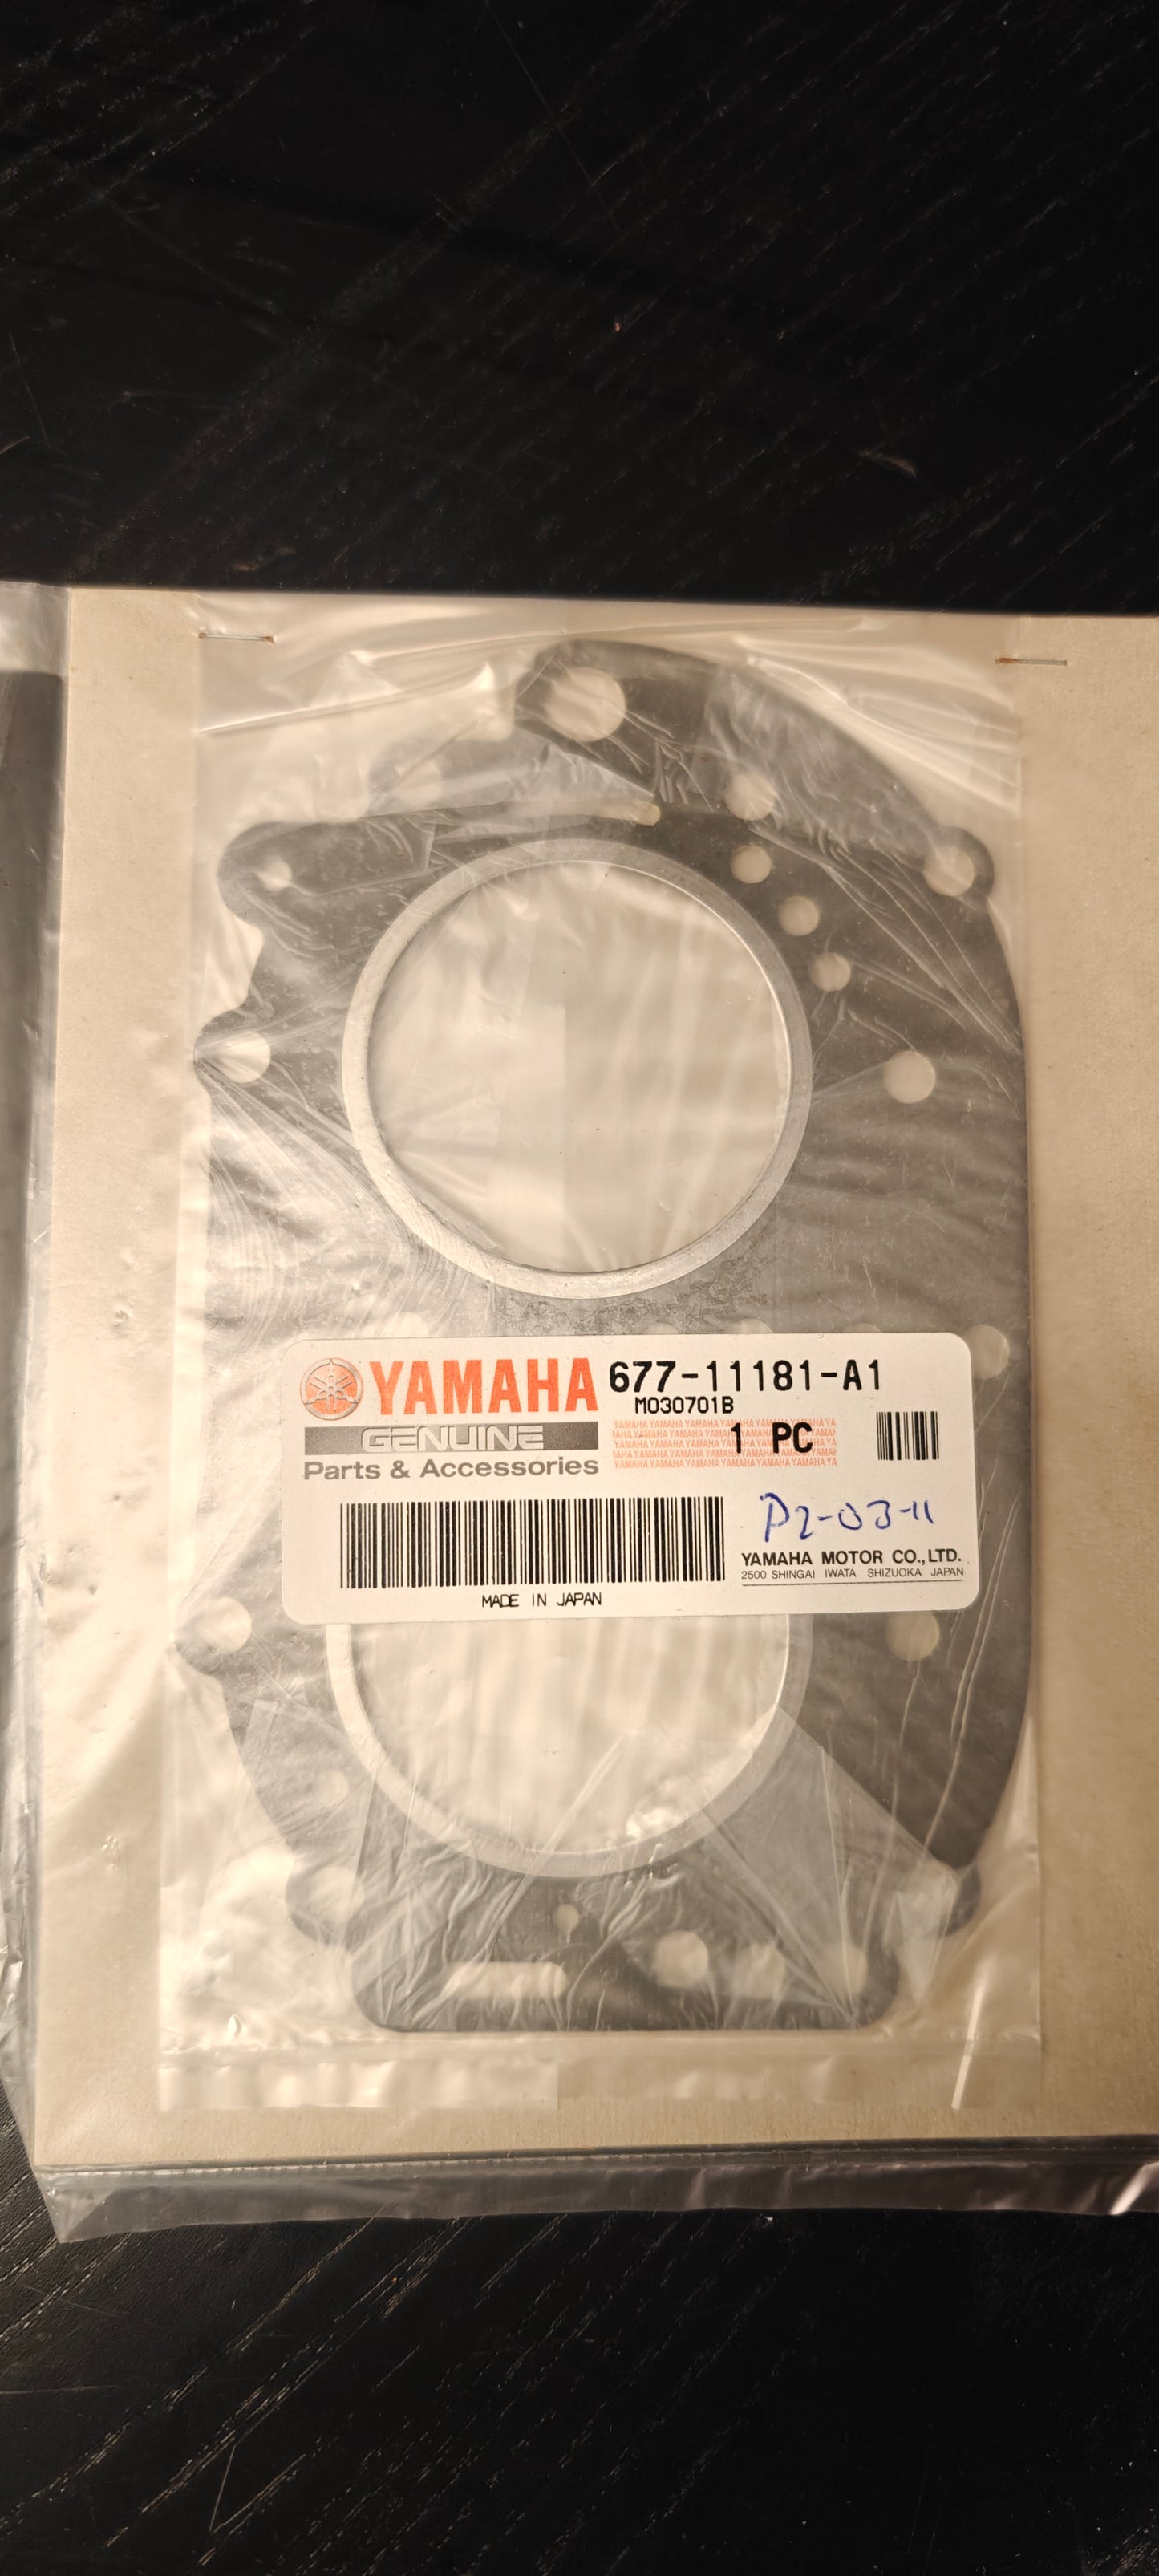 YAMAHA 677-11181-A1
M030701B
GENUINE
1 PC
Parts & Accessories
P2-03-11
YAMAHA MOTOR CO., LTD.
2500 SHINGAI IWATA SHIZUOKA JAPAN
MADE IN JAPAN